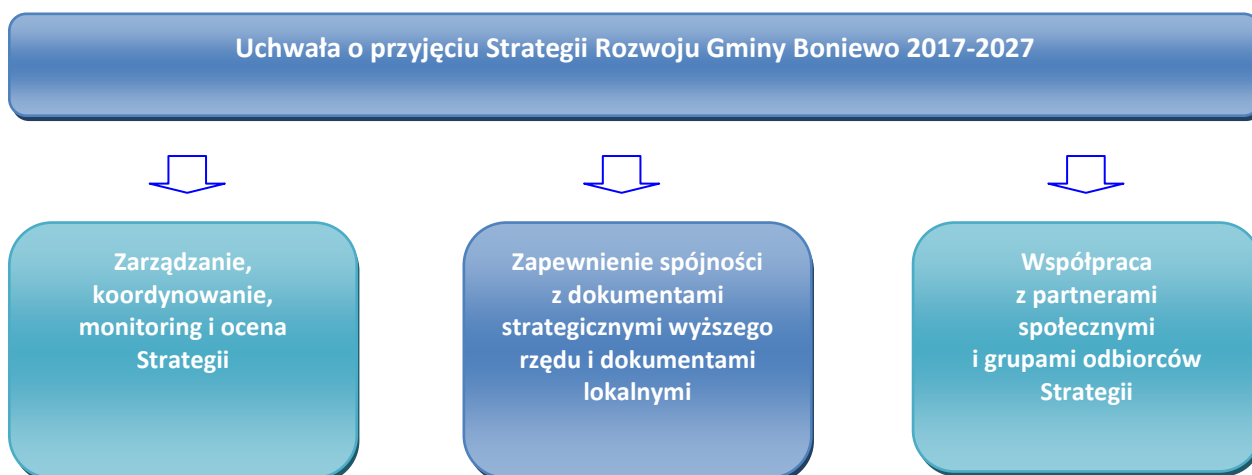 Uchwała o przyjęciu Strategii Rozwoju Gminy Boniewo 2017-2027
Zarządzanie,
koordynowanie,
monitoring i ocena
Strategii
Zapewnienie spójności
z dokumentami
strategicznymi wyższego
rzędu i dokumentami
lokalnymi
Współpraca
z partnerami
społecznymi
i grupami odbiorców
Strategii